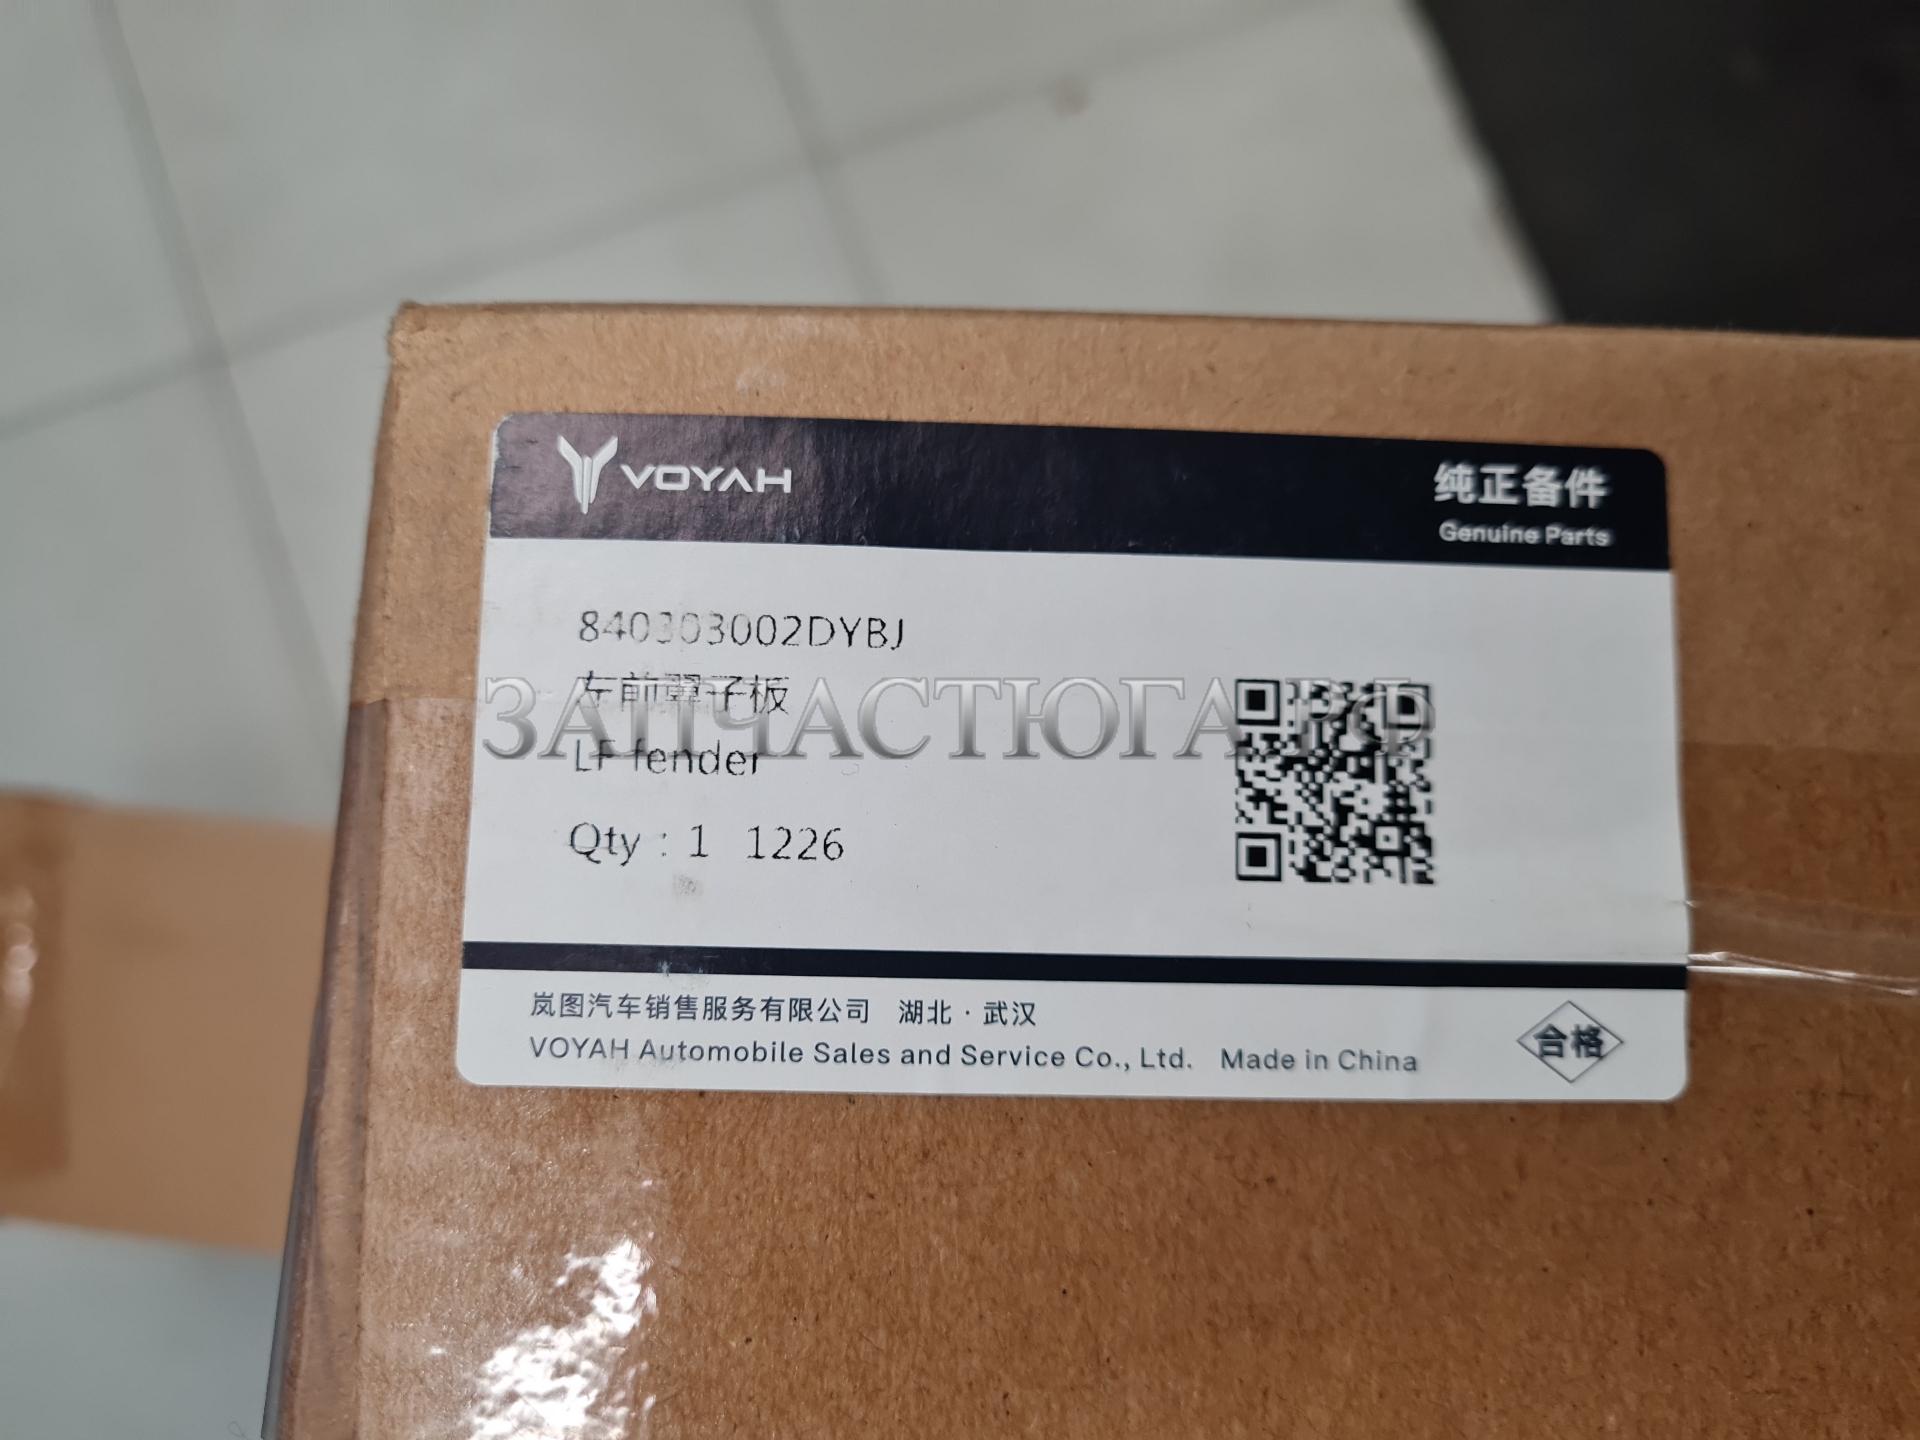 VOYAH
纯正备件
Genuine Parts
840303002DYBJ
左前翼子板
ЗАПЧАСТЮГА.РФ
LF fender
Qty : 1 1226
岚图汽车销售服务有限公司 湖北·武汉
VOYAH Automobile Sales and Service Co., Ltd. Made in China
合格